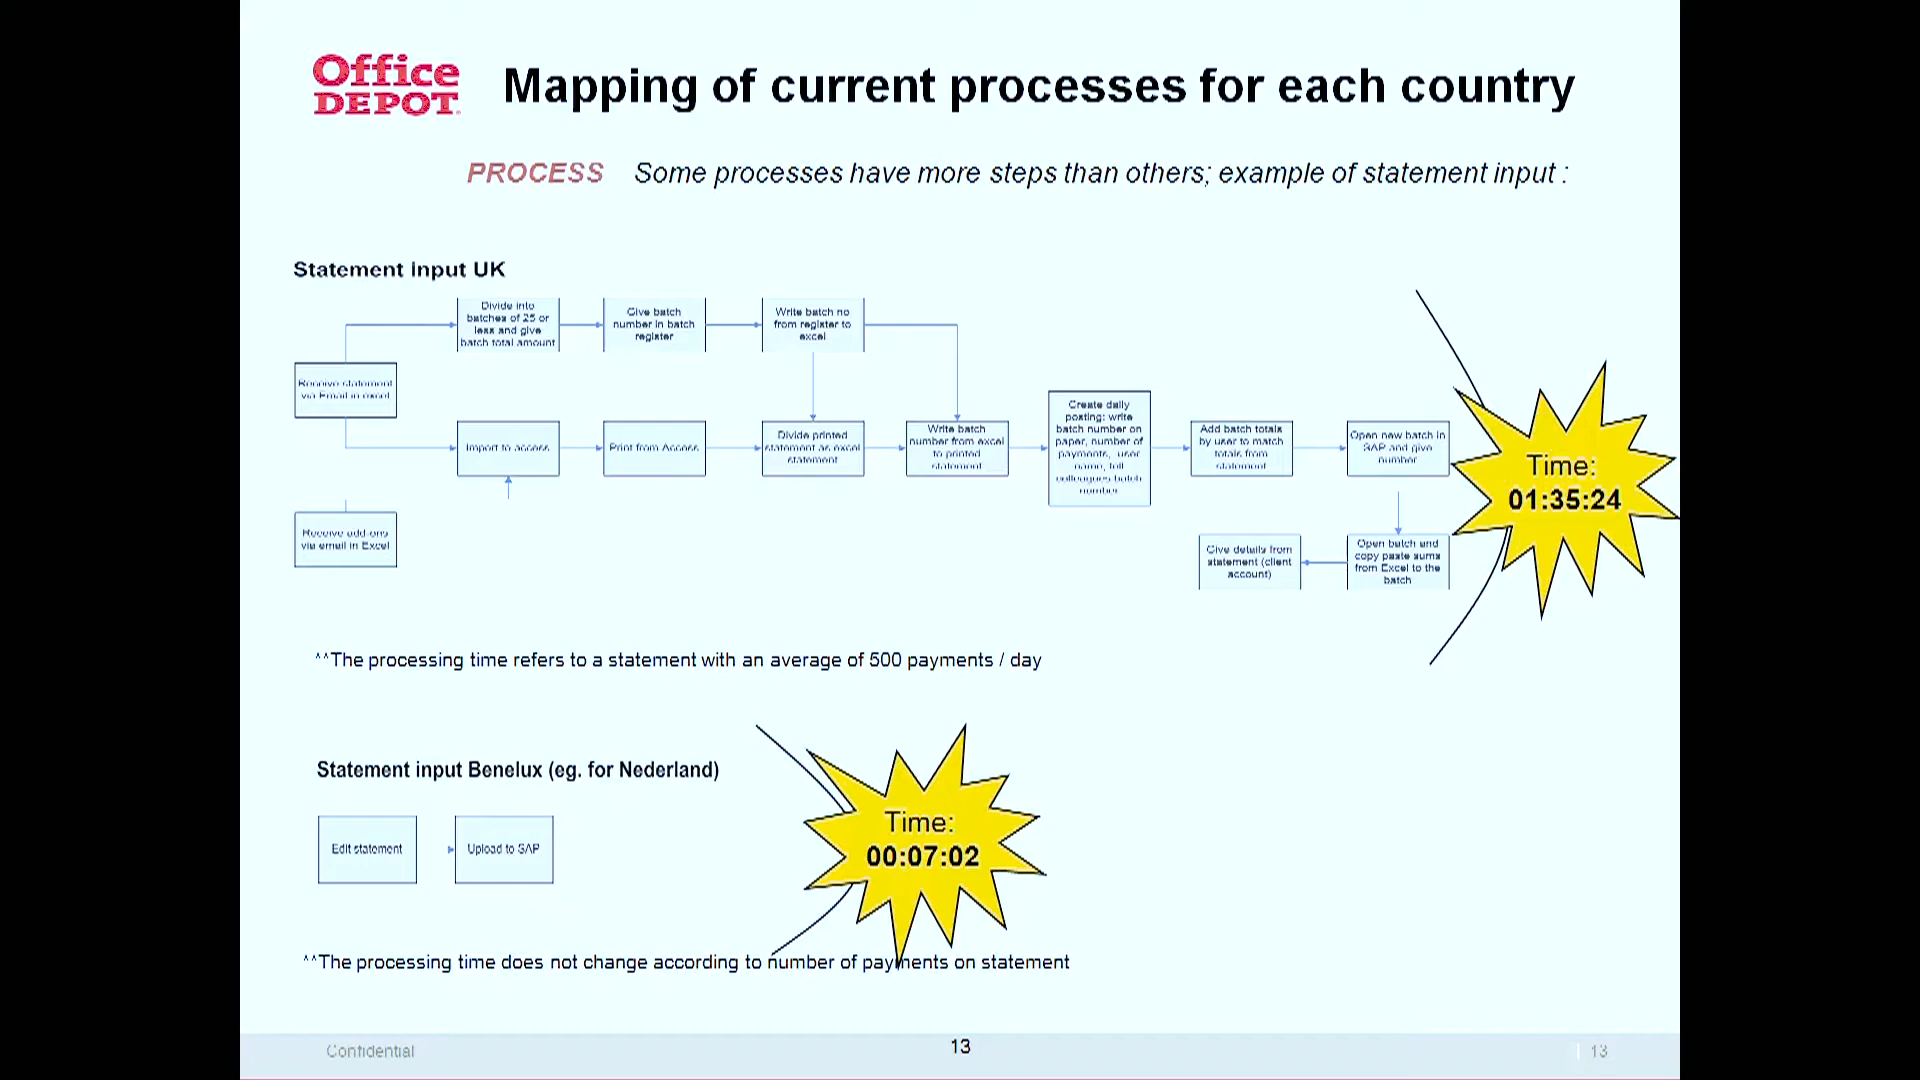 Office
DEPOT
Mapping of current processes for each country
PROCESS Some processes have more steps than others; example of statement input :
Statement input UK
Divide into
batches of 25 or
less and give
batch total amount
Give batch
number in batch
register
Write batch no
from register to
excel
Receive statement
via Email in excel
Import to access
Print from Access
Divide printed
statement as excel
statement
Write batch
number from excel
to printed
statement
Create daily
posting: write
batch number on
paper, number of
payments, user
name, foll
colleagues batch
number
Add batch totals
by user to match
totals from
statement
Open new batch in
SAP and give
number
Time:
01:35:24
Receive add-ons
via email in Excel
Give details from
statement (client
account)
Open batch and
copy paste sums
from Excel to the
batch
^^The processing time refers to a statement with an average of 500 payments / day
Statement input Benelux (eg. for Nederland)
Edit statement
Upload to SAP
Time:
00:07:02
^^The processing time does not change according to number of payments on statement
Confidential
13
13